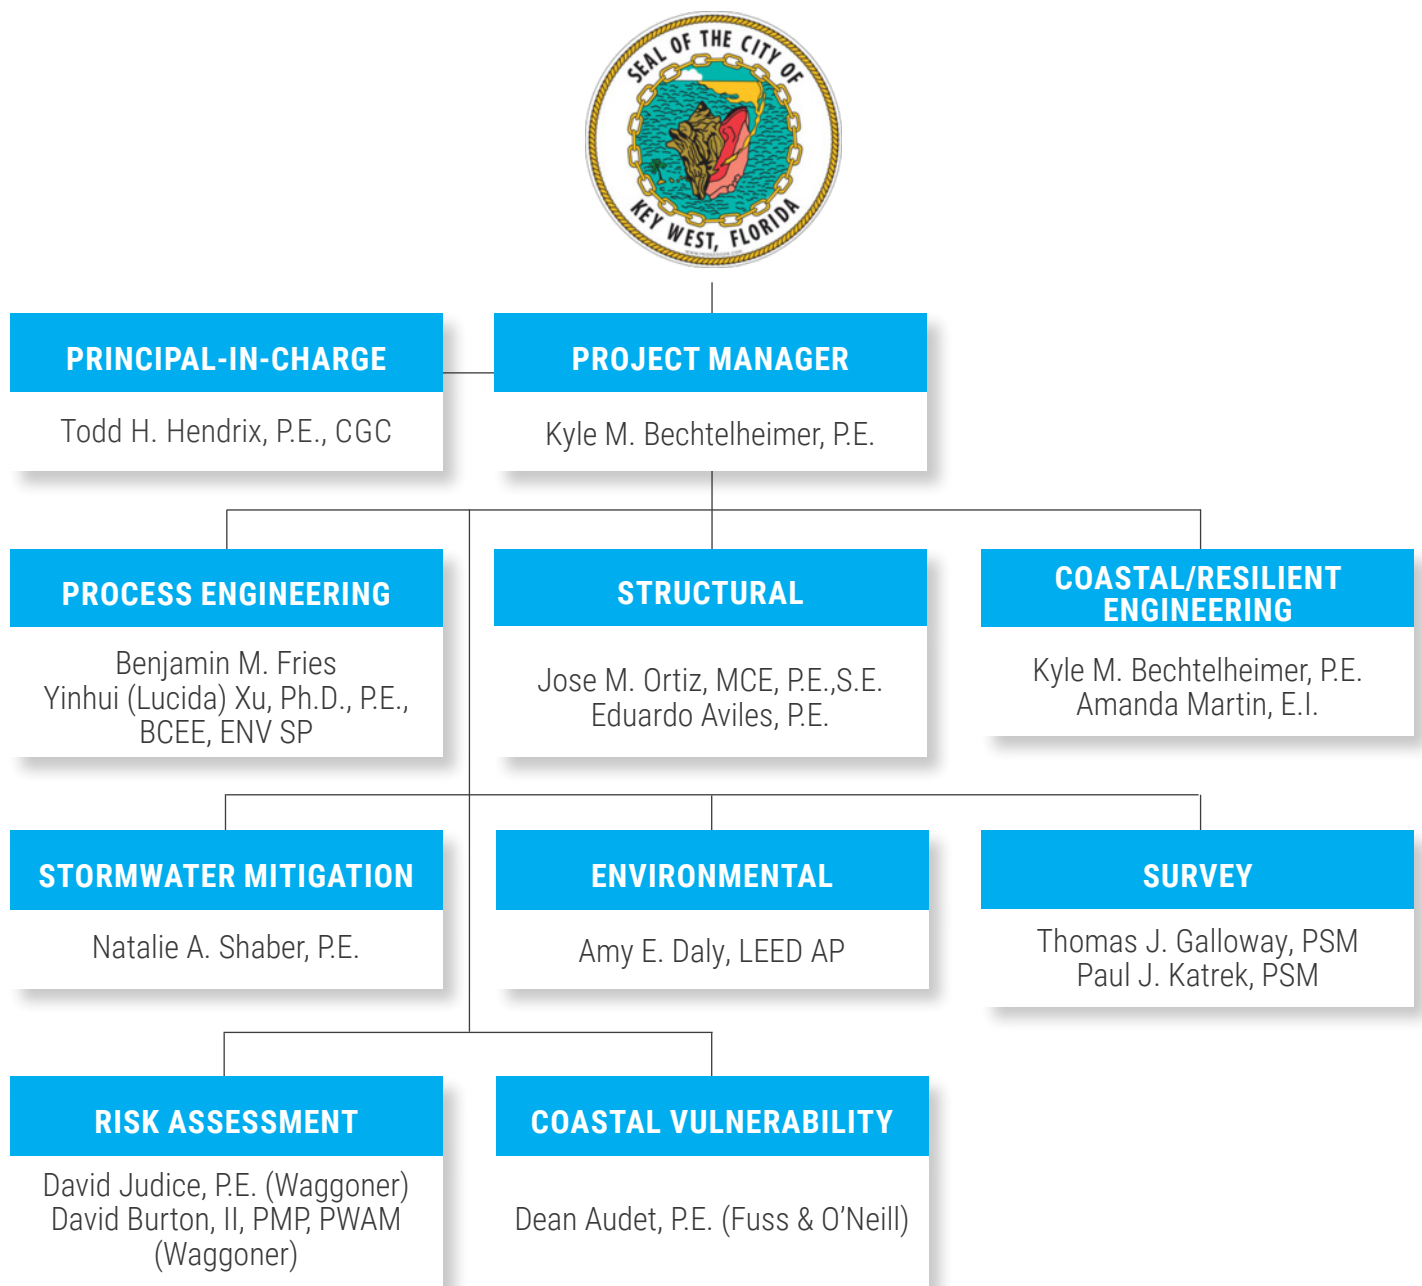 SEAL OF THE CITY OF
KEY WEST, FLORIDA
PRINCIPAL-IN-CHARGE
Todd H. Hendrix, P.E., CGC
PROJECT MANAGER
Kyle M. Bechtelheimer, P.E.
PROCESS ENGINEERING
Benjamin M. Fries
Yinhui (Lucida) Xu, Ph.D., P.E.,
BCEE, ENV SP
STRUCTURAL
Jose M. Ortiz, MCE, P.E.,S.E.
Eduardo Aviles, P.E.
COASTAL/RESILIENT
ENGINEERING
Kyle M. Bechtelheimer, P.E.
Amanda Martin, E.I.
STORMWATER MITIGATION
Natalie A. Shaber, P.E.
ENVIRONMENTAL
Amy E. Daly, LEED AP
SURVEY
Thomas J. Galloway, PSM
Paul J. Katrek, PSM
RISK ASSESSMENT
David Judice, P.E. (Waggoner)
David Burton, II, PMP, PWAM
(Waggoner)
COASTAL VULNERABILITY
Dean Audet, P.E. (Fuss & O’Neill)